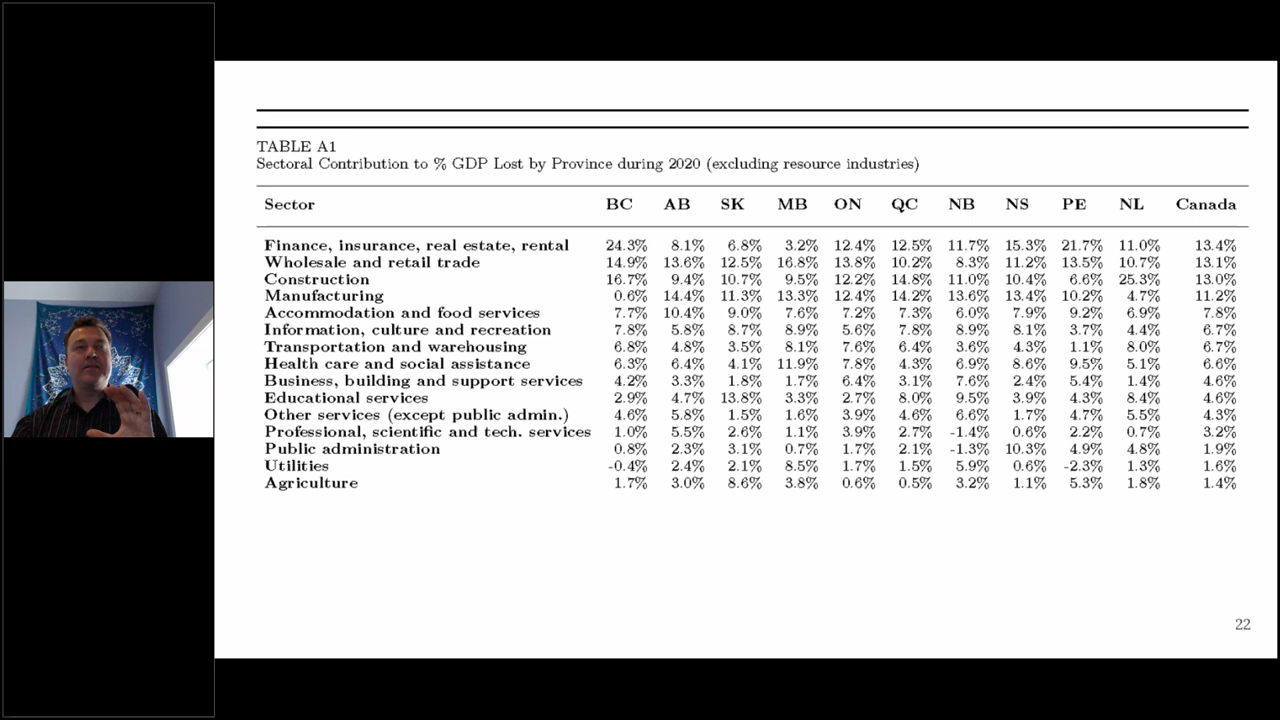 TABLE A1
Sectoral Contribution to % GDP Lost by Province during 2020 (excluding resource industries)
Sector BC AB SK MB ON QC NB NS PE NL Canada
Finance, insurance, real estate, rental 24.3% 8.1% 6.8% 3.2% 12.4% 12.5% 11.7% 15.3% 21.7% 11.0% 13.4%
Wholesale and retail trade 14.9% 13.6% 12.5% 16.8% 13.8% 10.2% 8.3% 11.2% 13.5% 10.7% 13.1%
Construction 16.7% 9.4% 10.7% 9.5% 12.2% 14.8% 11.0% 10.4% 6.6% 25.3% 13.0%
Manufacturing 0.6% 14.4% 11.3% 13.3% 12.4% 14.2% 13.6% 13.4% 10.2% 4.7% 11.2%
Accommodation and food services 7.7% 10.4% 9.0% 7.6% 7.2% 7.3% 6.0% 7.9% 9.2% 6.9% 7.8%
Information, culture and recreation 7.8% 5.8% 8.7% 8.9% 5.6% 7.8% 8.9% 8.1% 3.7% 4.4% 6.7%
Transportation and warehousing 6.8% 4.8% 3.5% 8.1% 7.6% 6.4% 3.6% 4.3% 1.1% 8.0% 6.7%
Health care and social assistance 6.3% 6.4% 4.1% 11.9% 7.8% 4.3% 6.9% 8.6% 9.5% 5.1% 6.6%
Business, building and support services 4.2% 3.3% 1.8% 1.7% 6.4% 3.1% 7.6% 2.4% 5.4% 1.4% 4.6%
Educational services 2.9% 4.7% 13.8% 3.3% 2.7% 8.0% 9.5% 3.9% 4.3% 8.4% 4.6%
Other services (except public admin.) 4.6% 5.8% 1.5% 1.6% 3.9% 4.6% 6.6% 1.7% 4.7% 5.5% 4.3%
Professional, scientific and tech. services 1.0% 5.5% 2.6% 1.1% 3.9% 2.7% -1.4% 0.6% 2.2% 0.7% 3.2%
Public administration 0.8% 2.3% 3.1% 0.7% 1.7% 2.1% -1.3% 10.3% 4.9% 4.8% 1.9%
Utilities -0.4% 2.4% 2.1% 8.5% 1.7% 1.5% 5.9% 0.6% -2.3% 1.3% 1.6%
Agriculture 1.7% 3.0% 8.6% 3.8% 0.6% 0.5% 3.2% 1.1% 5.3% 1.8% 1.4%
22